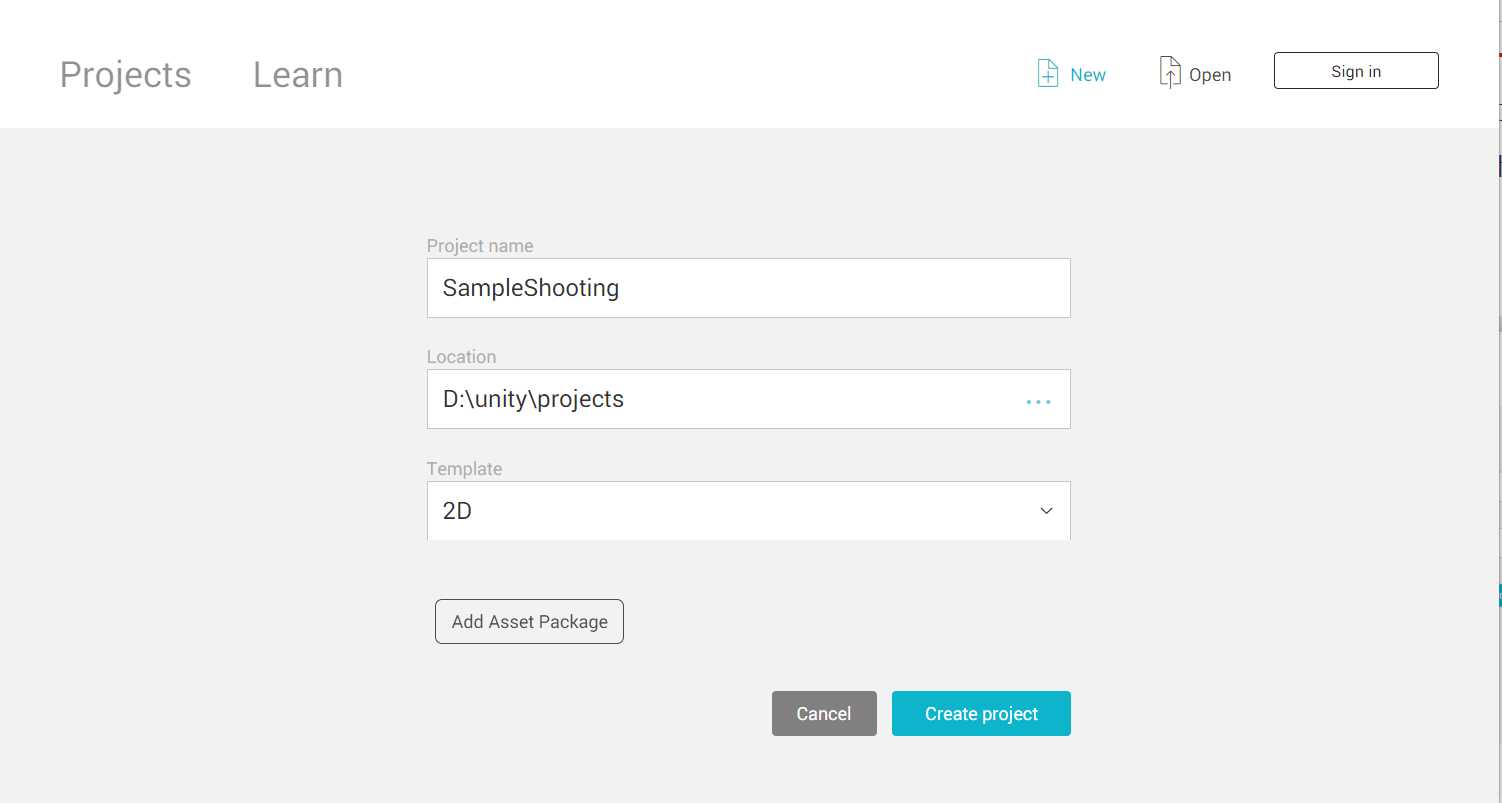 Projects Learn New Open Sign in
Project name
SampleShooting
Location
D:\unity\projects ...
Template
2D
Add Asset Package
Cancel Create project